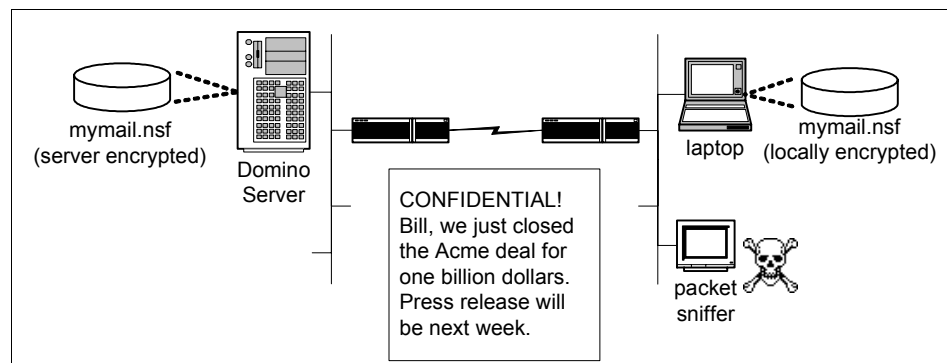 mymail.nsf
(server encrypted)
Domino
Server
CONFIDENTIAL!
Bill, we just closed
the Acme deal for
one billion dollars.
Press release will
be next week.
laptop
mymail.nsf
(locally encrypted)
packet
sniffer